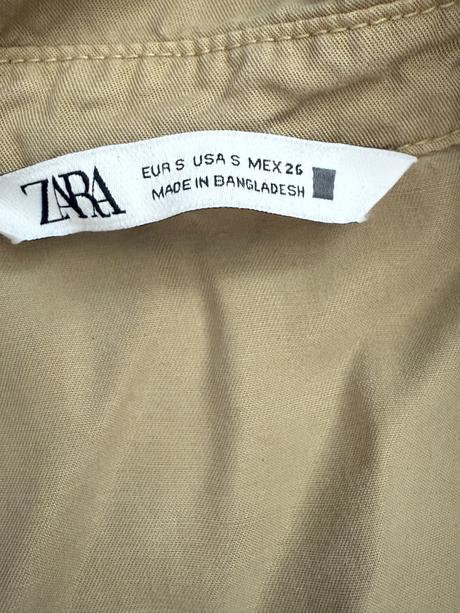 ZARA
EUR S USA S MEX 26
MADE IN BANGLADESH